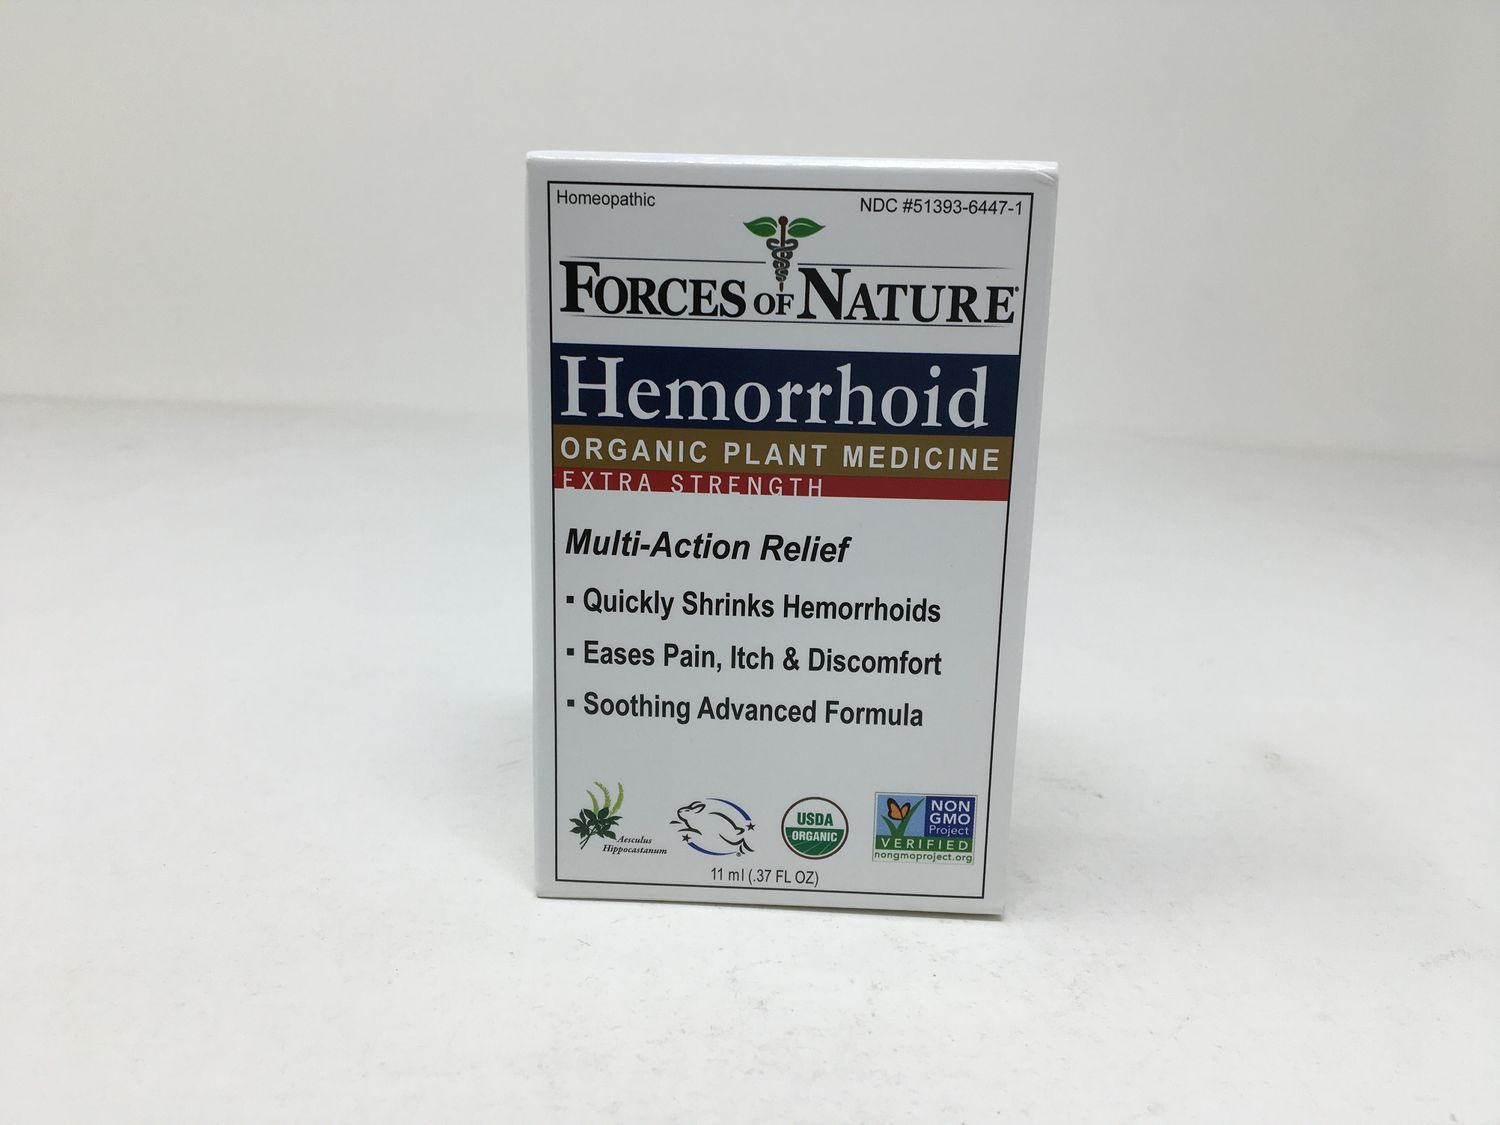 Homeopathic
NDC #51393-6447-1
FORCES OF NATURE
Hemorrhoid
ORGANIC PLANT MEDICINE
EXTRA STRENGTH
Multi-Action Relief
▪ Quickly Shrinks Hemorrhoids
▪ Eases Pain, Itch & Discomfort
▪ Soothing Advanced Formula
Aesculus
Hippocastanum
USDA
ORGANIC
NON
GMO
Project
VERIFIED
nongmoproject.org
11 ml (.37 FL OZ)